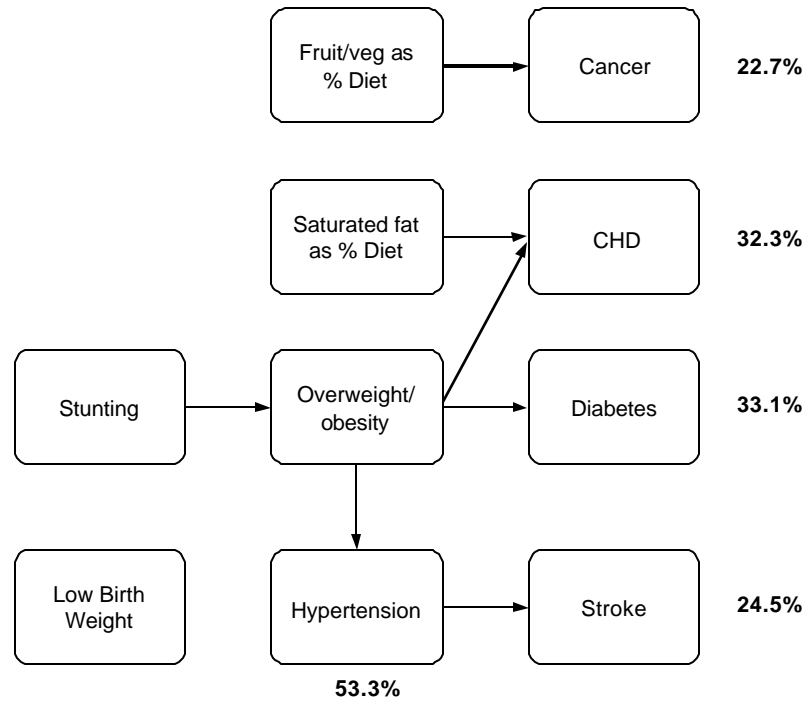 Fruit/veg as
% Diet
Cancer
22.7%
Saturated fat
as % Diet
CHD
32.3%
Stunting
Overweight/
obesity
Diabetes
33.1%
Low Birth
Weight
Hypertension
Stroke
24.5%
53.3%